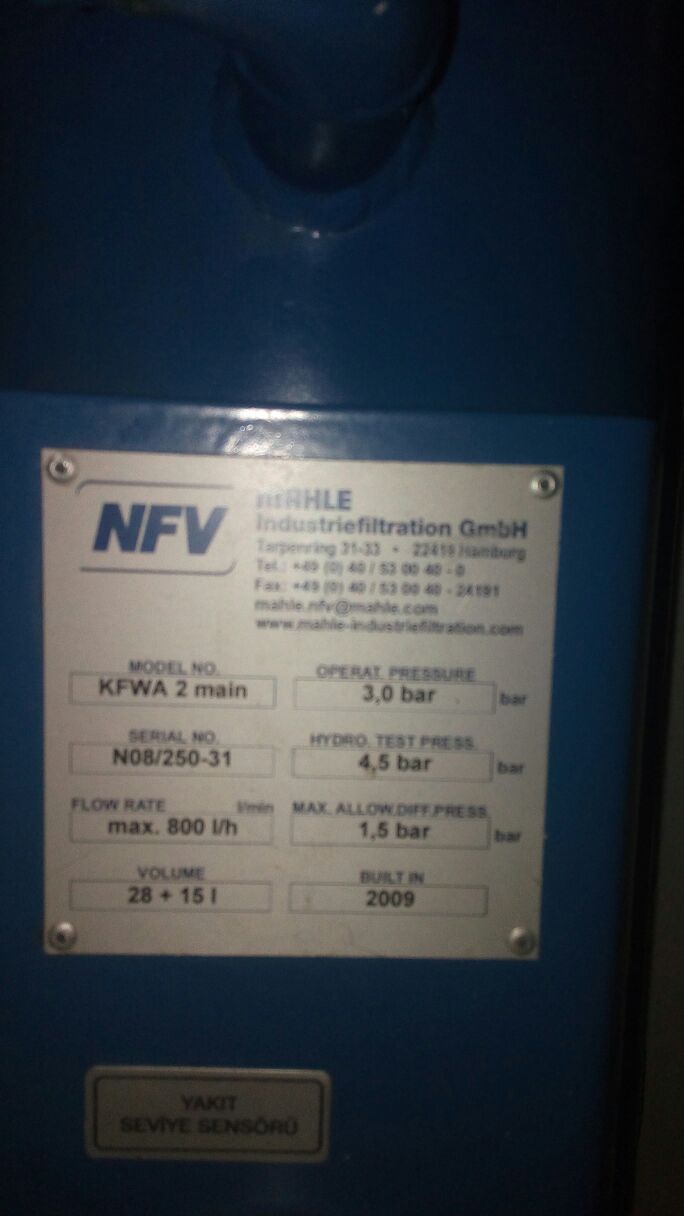 NFV
MAHLE
Industriefiltration GmbH
Tarpenring 31-33 • 22419 Hamburg
Tel.: +49 (0) 40 / 53 00 40 - 0
Fax: +49 (0) 40 / 53 00 40 - 24191
mahle.nfv@mahle.com
www.mahle-industriefiltration.com
MODEL NO.
KFWA 2 main
OPERAT. PRESSURE
3,0 bar bar
SERIAL NO.
N08/250-31
HYDRO. TEST PRESS.
4,5 bar bar
FLOW RATE l/min
max. 800 l/h
MAX. ALLOW.DIFF.PRESS.
1,5 bar bar
VOLUME
28 + 15 l
BUILT IN
2009
YAKIT
SEVİYE SENSÖRÜ